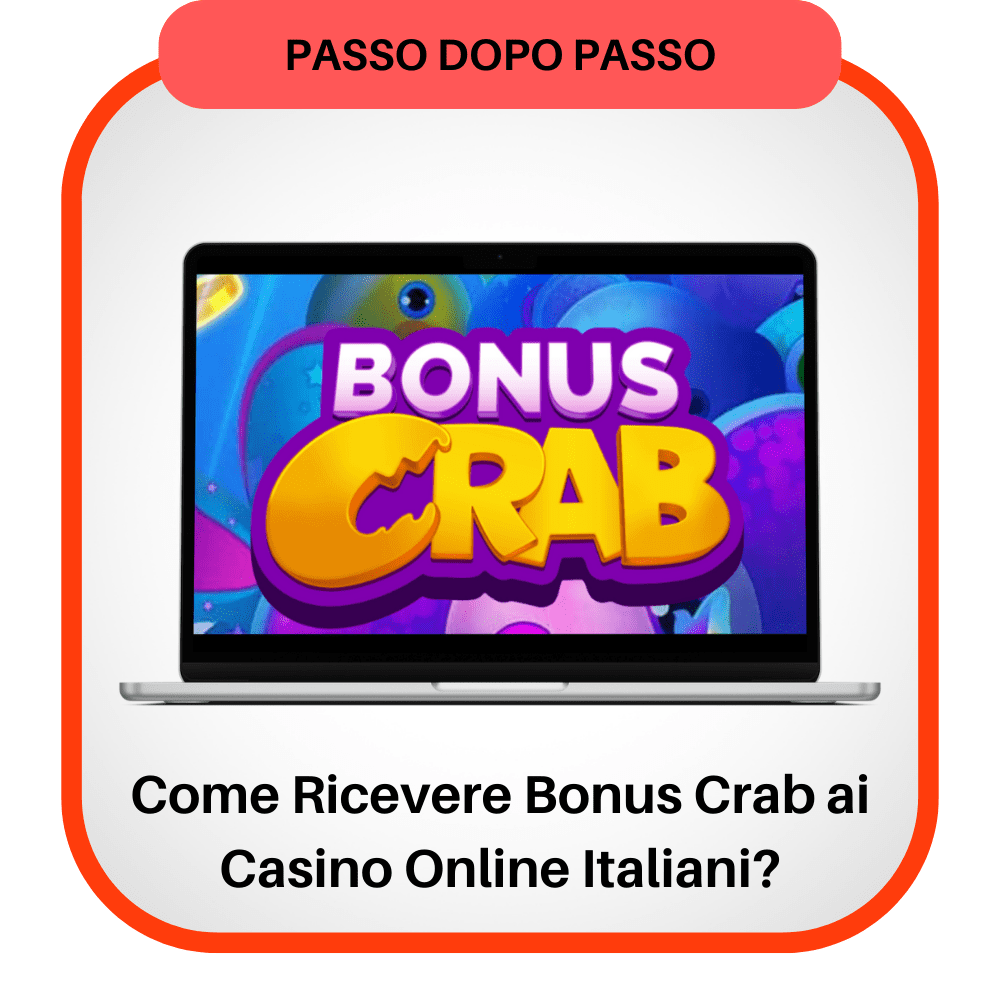 PASSO DOPO PASSO
BONUS
CRAB
Come Ricevere Bonus Crab ai
Casino Online Italiani?